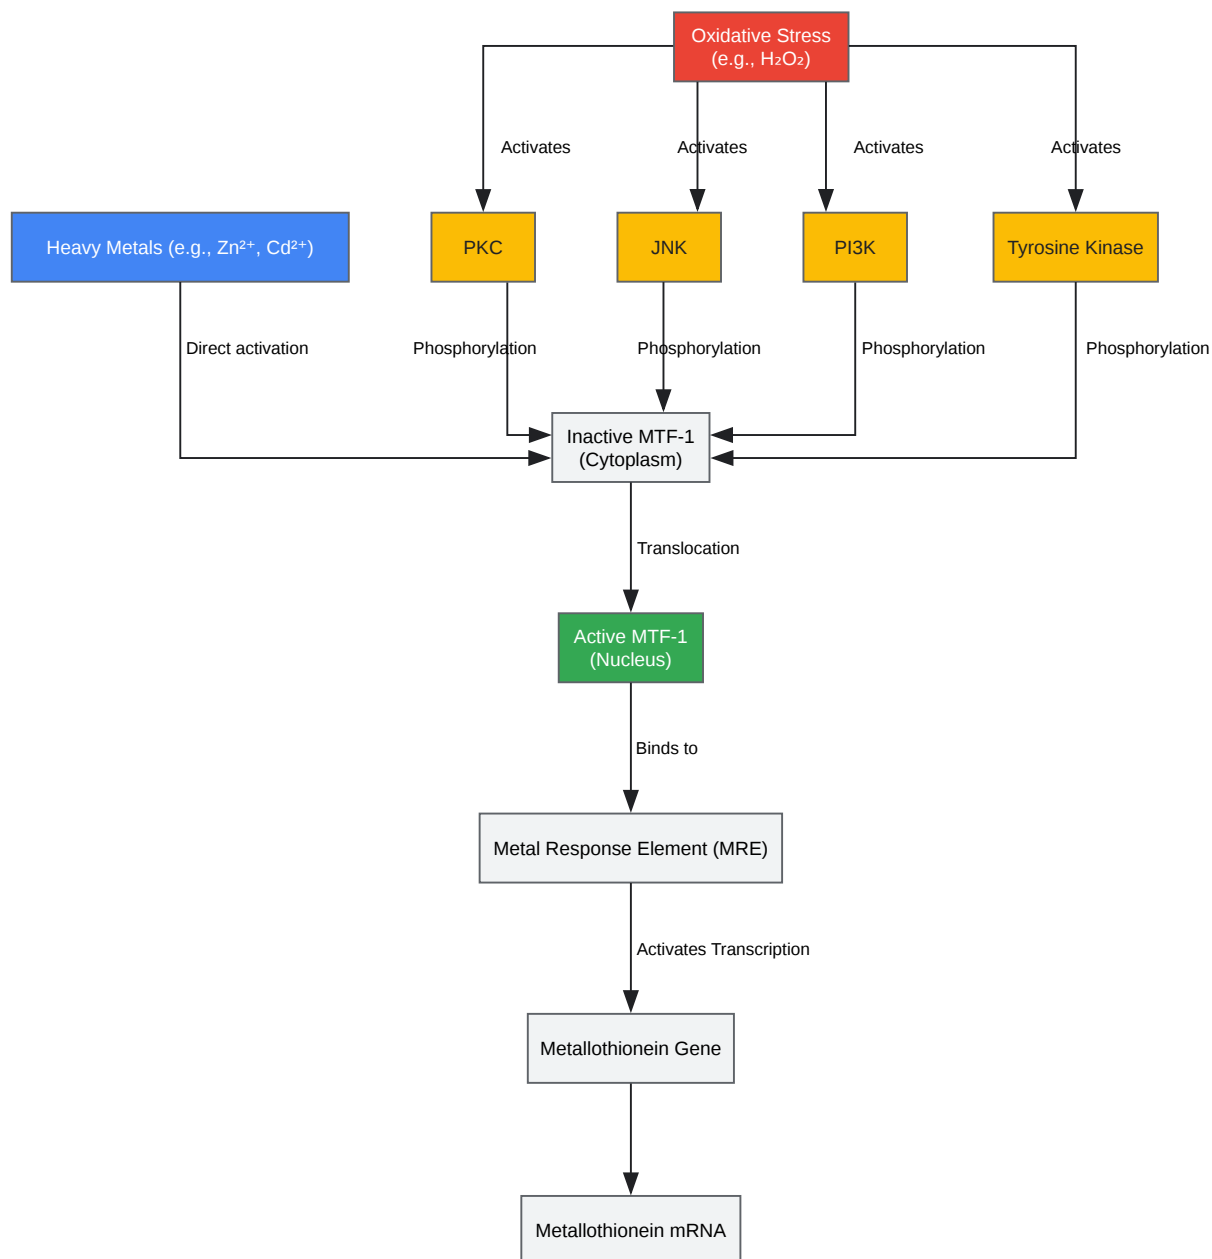 Oxidative Stress
(e.g., H₂O₂)
Activates
Activates
Activates
Activates
Heavy Metals (e.g., Zn²⁺, Cd²⁺)
PKC
JNK
PI3K
Tyrosine Kinase
Direct activation
Phosphorylation
Phosphorylation
Phosphorylation
Phosphorylation
Inactive MTF-1
(Cytoplasm)
Translocation
Active MTF-1
(Nucleus)
Binds to
Metal Response Element (MRE)
Activates Transcription
Metallothionein Gene
Metallothionein mRNA